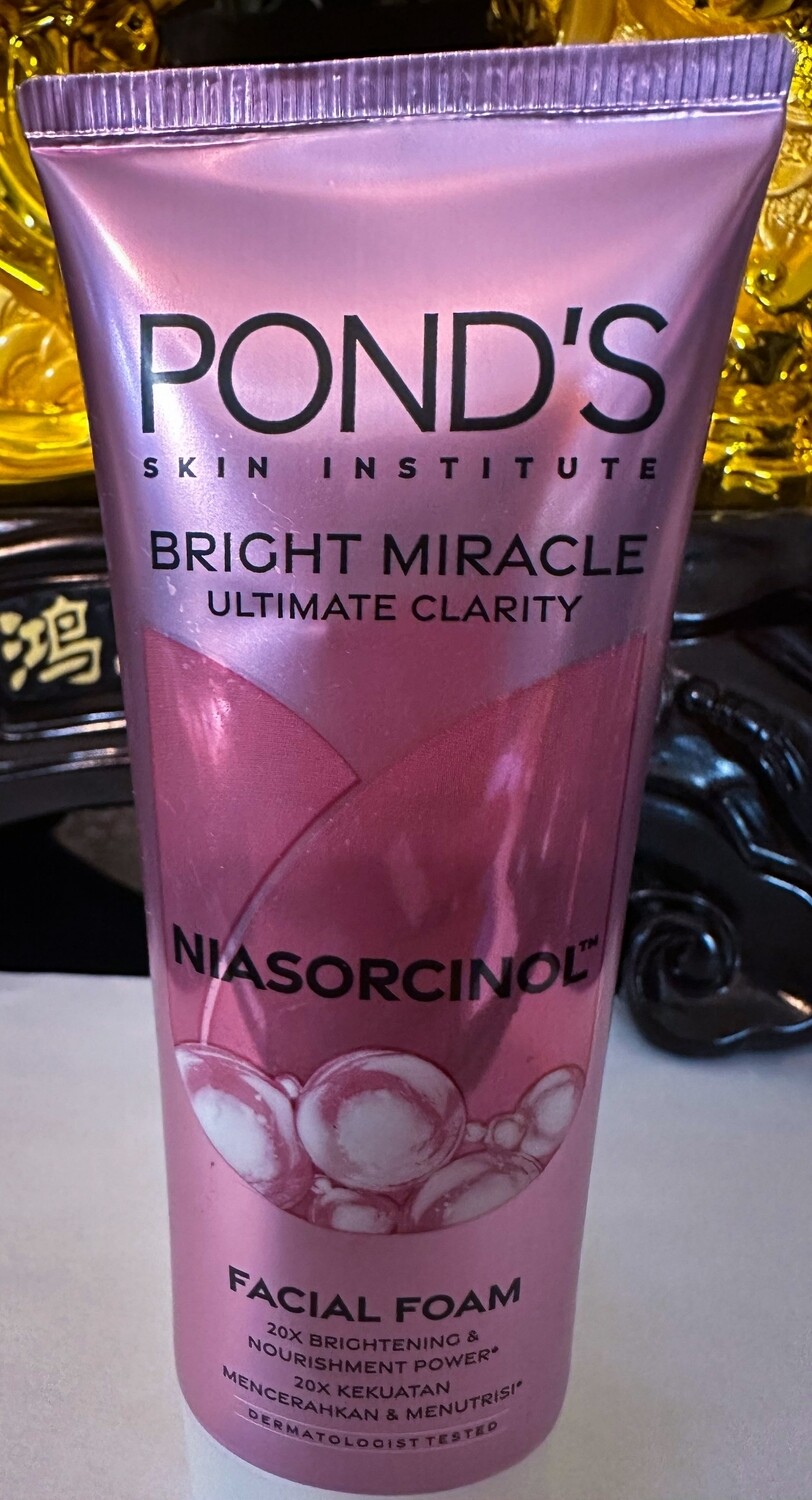 POND'S
SKIN INSTITUTE
BRIGHT MIRACLE
ULTIMATE CLARITY
鸿
NIASORCINOL™
FACIAL FOAM
20X BRIGHTENING &
NOURISHMENT POWER*
20X KEKUATAN
MENCERAHKAN & MENUTRISI*
DERMATOLOGIST TESTED